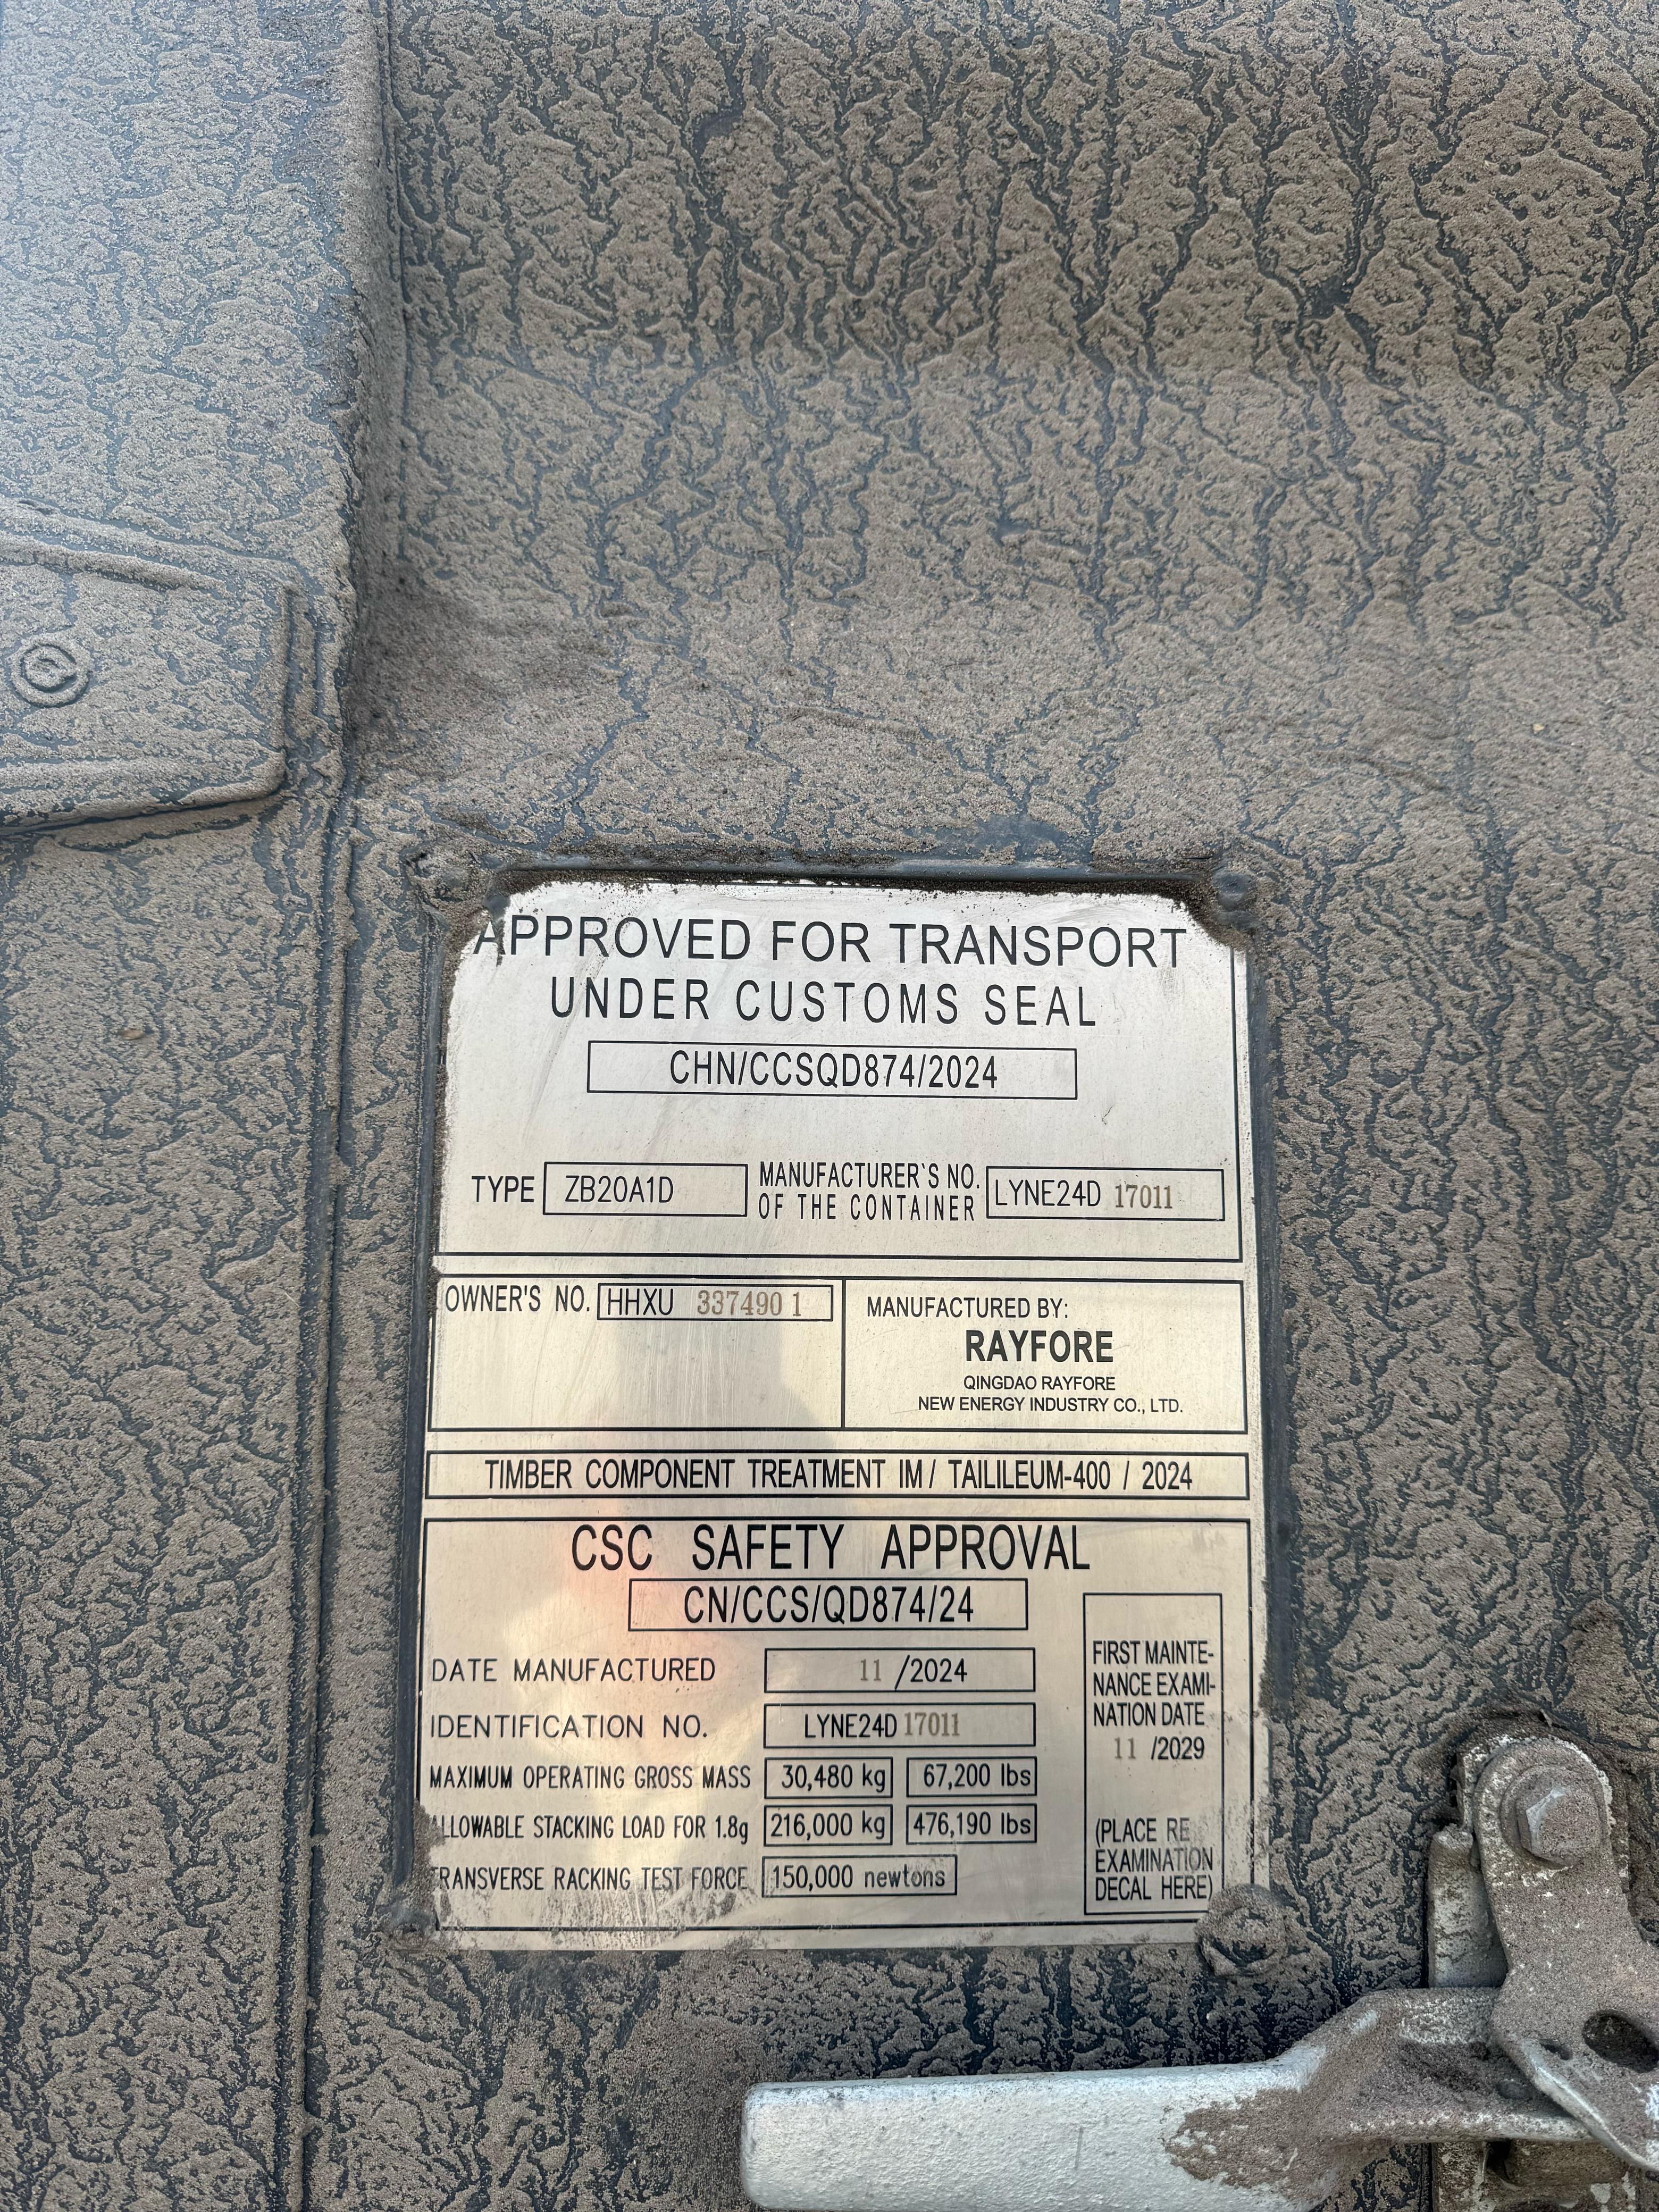 APPROVED FOR TRANSPORT
UNDER CUSTOMS SEAL
CHN/CCSQD874/2024
TYPE ZB20A1D MANUFACTURER`S NO. OF THE CONTAINER LYNE24D 17011
OWNER'S NO. HHXU 337490 1
MANUFACTURED BY:
RAYFORE
QINGDAO RAYFORE
NEW ENERGY INDUSTRY CO., LTD.
TIMBER COMPONENT TREATMENT IM / TAILILEUM-400 / 2024
CSC SAFETY APPROVAL
CN/CCS/QD874/24
DATE MANUFACTURED 11 /2024
IDENTIFICATION NO. LYNE24D 17011
MAXIMUM OPERATING GROSS MASS 30,480 kg 67,200 lbs
ALLOWABLE STACKING LOAD FOR 1.8g 216,000 kg 476,190 lbs
TRANSVERSE RACKING TEST FORCE 150,000 newtons
FIRST MAINTE-
NANCE EXAMI-
NATION DATE
11 /2029
(PLACE RE
EXAMINATION
DECAL HERE)